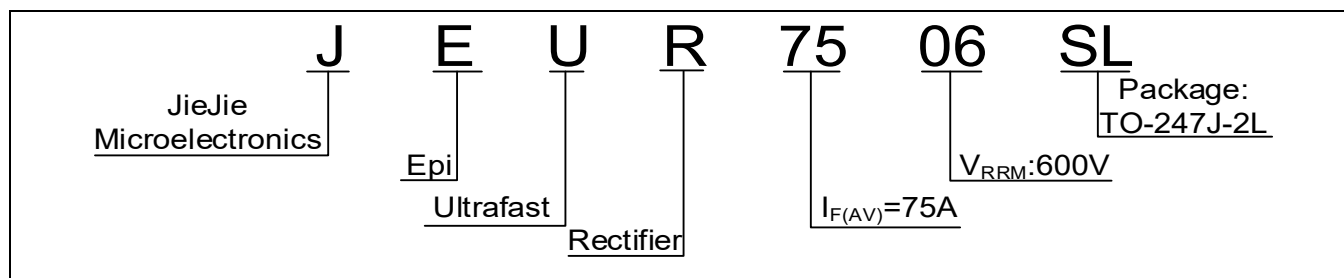 J E U R 75 06 SL
JieJie
Microelectronics
Package:
TO-247J-2L
Epi
VRRM:600V
Ultrafast
IF(AV)=75A
Rectifier